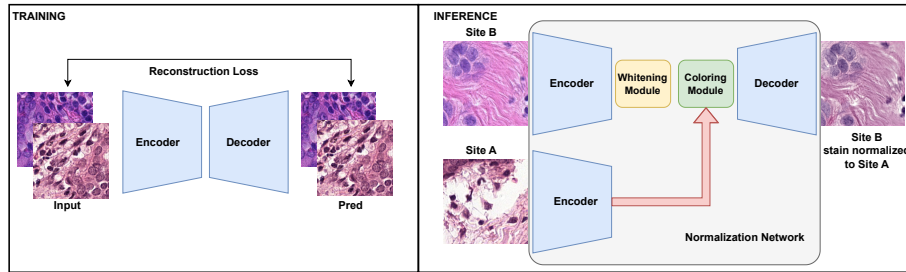 TRAINING
Reconstruction Loss
Encoder
Decoder
Input
Pred
INFERENCE
Site B
Encoder
Whitening
Module
Coloring
Module
Decoder
Site B
stain normalized
to Site A
Site A
Encoder
Normalization Network